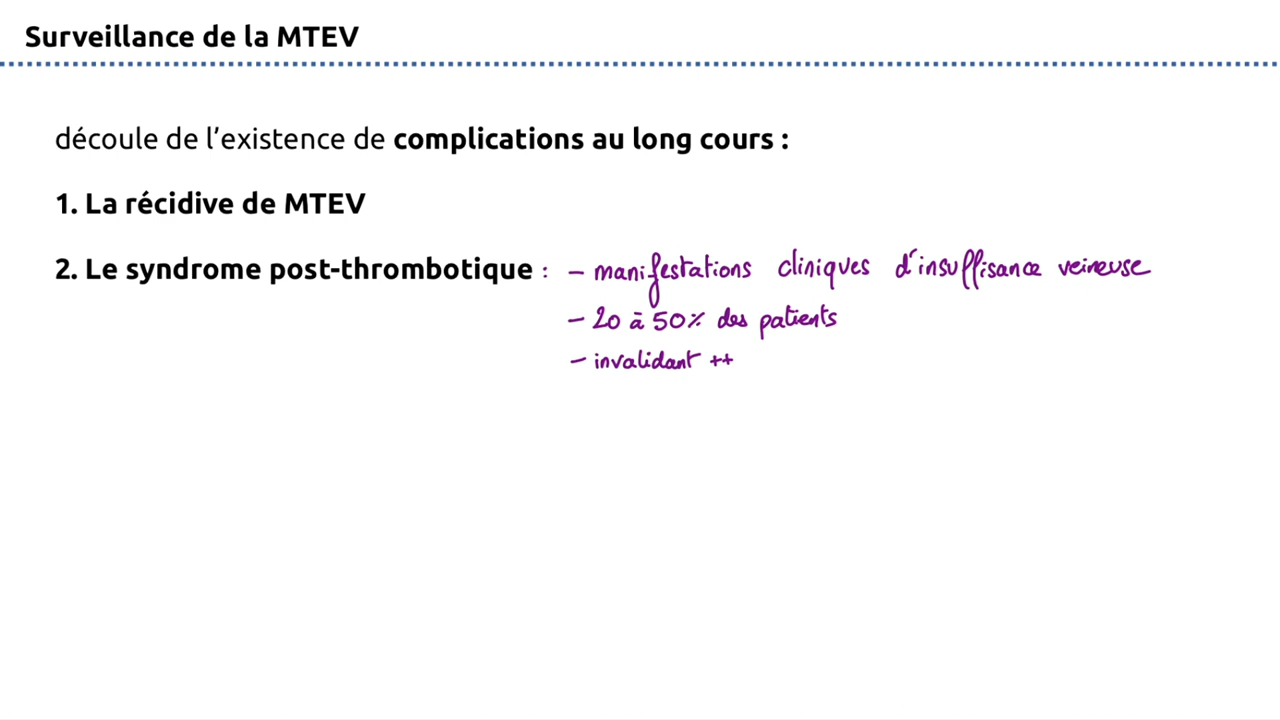 Surveillance de la MTEV
découle de l’existence de complications au long cours :
1. La récidive de MTEV
2. Le syndrome post-thrombotique : - manifestations cliniques d'insuffisance veineuse
- 20 à 50% des patients
- invalidant ++